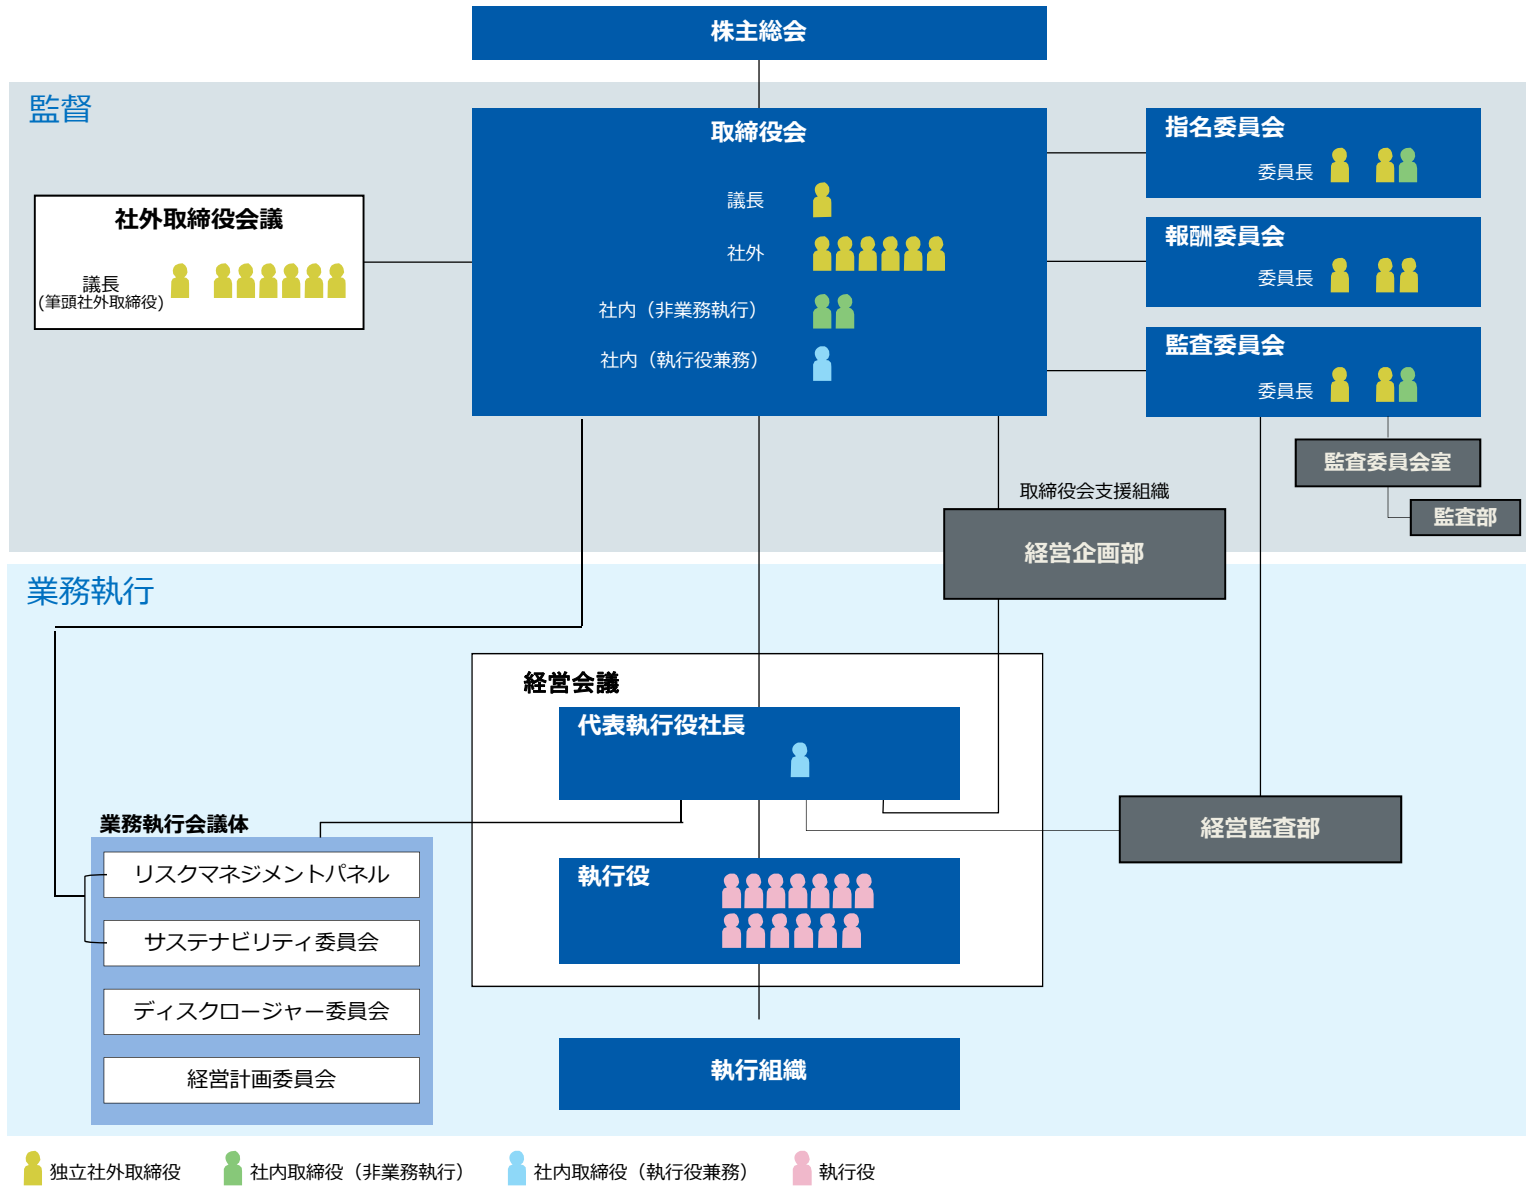 株主総会
監督
取締役会
議長
社外
社内（非業務執行）
社内（執行役兼務）
社外取締役会議
議長
(筆頭社外取締役)
指名委員会
委員長
報酬委員会
委員長
監査委員会
委員長
監査委員会室
監査部
取締役会支援組織
経営企画部
業務執行
経営会議
代表執行役社長
経営監査部
執行役
業務執行会議体
リスクマネジメントパネル
サステナビリティ委員会
ディスクロージャー委員会
経営計画委員会
執行組織
独立社外取締役
社内取締役（非業務執行）
社内取締役（執行役兼務）
執行役